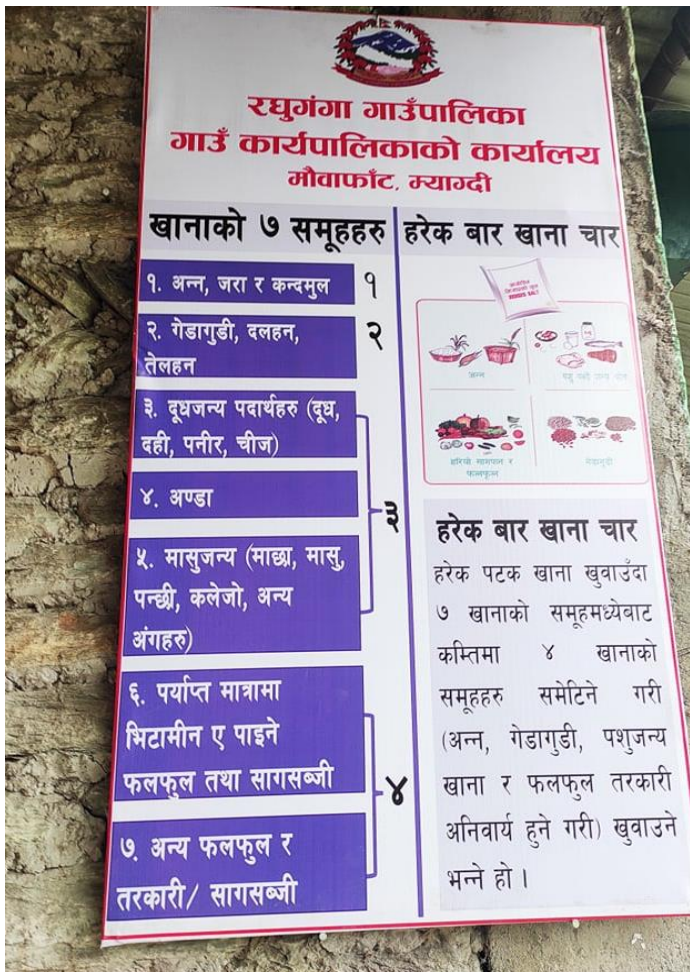 रघुगंगा गाउँपालिका
गाउँ कार्यपालिकाको कार्यालय
मौवाफाँट, म्याग्दी
खानाको ७ समूहहरु
१. अन्न, जरा र कन्दमुल
१
२. गेडागुडी, दलहन,
तेलहन
२
३. दूधजन्य पदार्थहरु (दूध,
दही, पनीर, चीज)
४. अण्डा
५. मासुजन्य (माछा, मासु,
पन्छी, कलेजो, अन्य
अंगहरु)
३
६. पर्याप्त मात्रामा
भिटामीन ए पाइने
फलफुल तथा सागसब्जी
७. अन्य फलफुल र
तरकारी/ सागसब्जी
४
हरेक बार खाना चार
अन्न
हरियो सागपात र
फलफूल
गेडागुडी
हरेक बार खाना चार
हरेक पटक खाना खुवाउँदा
७ खानाको समूहमध्येबाट
कम्तिमा ४ खानाको
समूहहरु समेटिने गरी
(अन्न, गेडागुडी, पशुजन्य
खाना र फलफुल तरकारी
अनिवार्य हुने गरी) खुवाउने
भन्ने हो ।